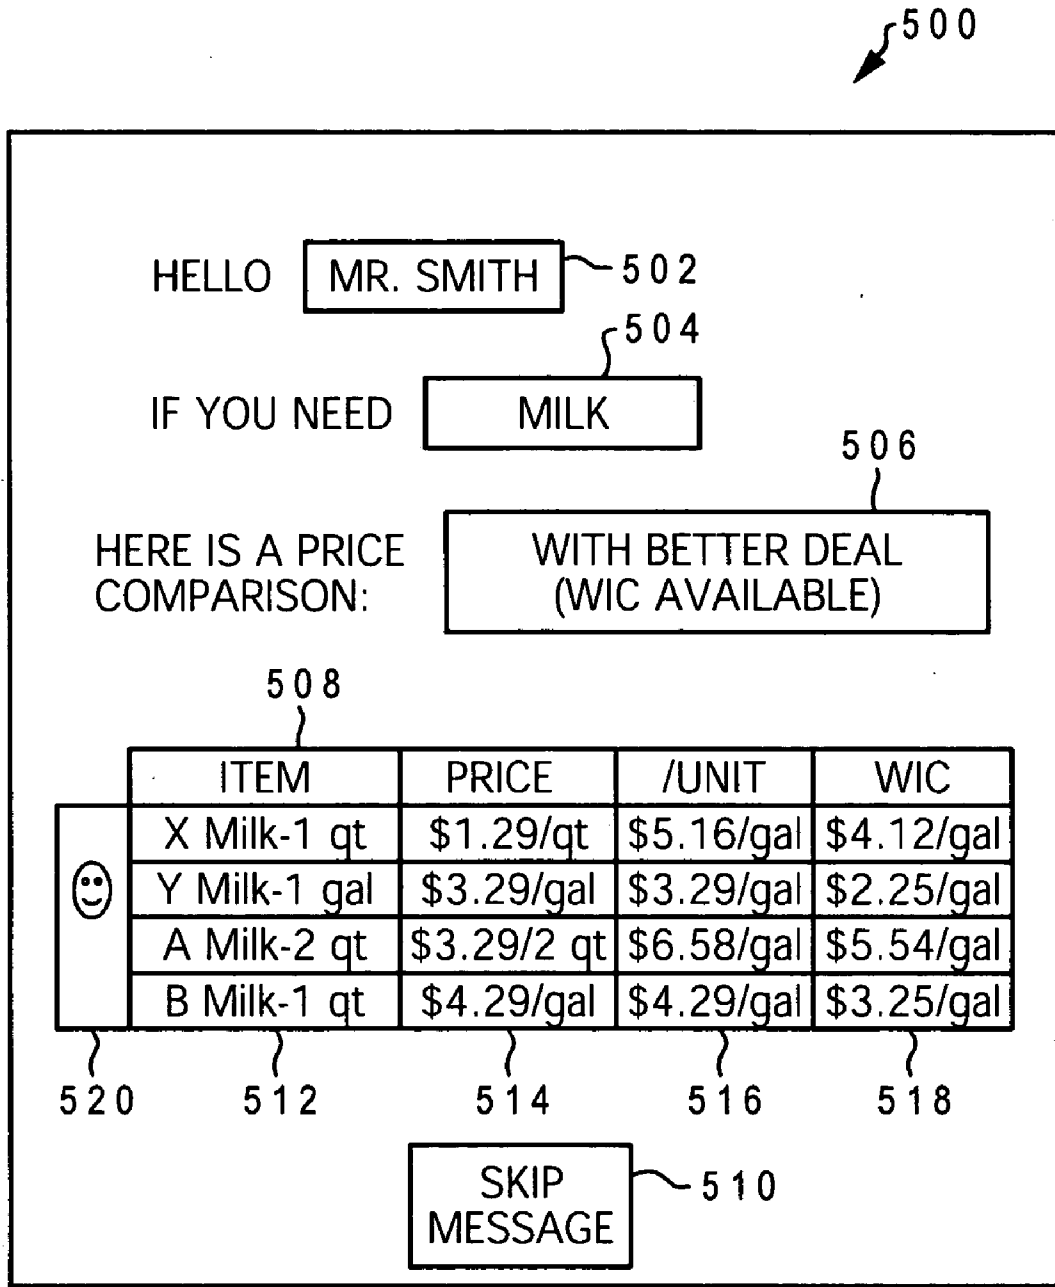 500
HELLO MR. SMITH 502
504
IF YOU NEED MILK
506
HERE IS A PRICE COMPARISON:
WITH BETTER DEAL
(WIC AVAILABLE)
508
ITEM PRICE /UNIT WIC
X Milk-1 qt $1.29/qt $5.16/gal $4.12/gal
Y Milk-1 gal $3.29/gal $3.29/gal $2.25/gal
A Milk-2 qt $3.29/2 qt $6.58/gal $5.54/gal
B Milk-1 qt $4.29/gal $4.29/gal $3.25/gal
520 512 514 516 518
SKIP
MESSAGE
510